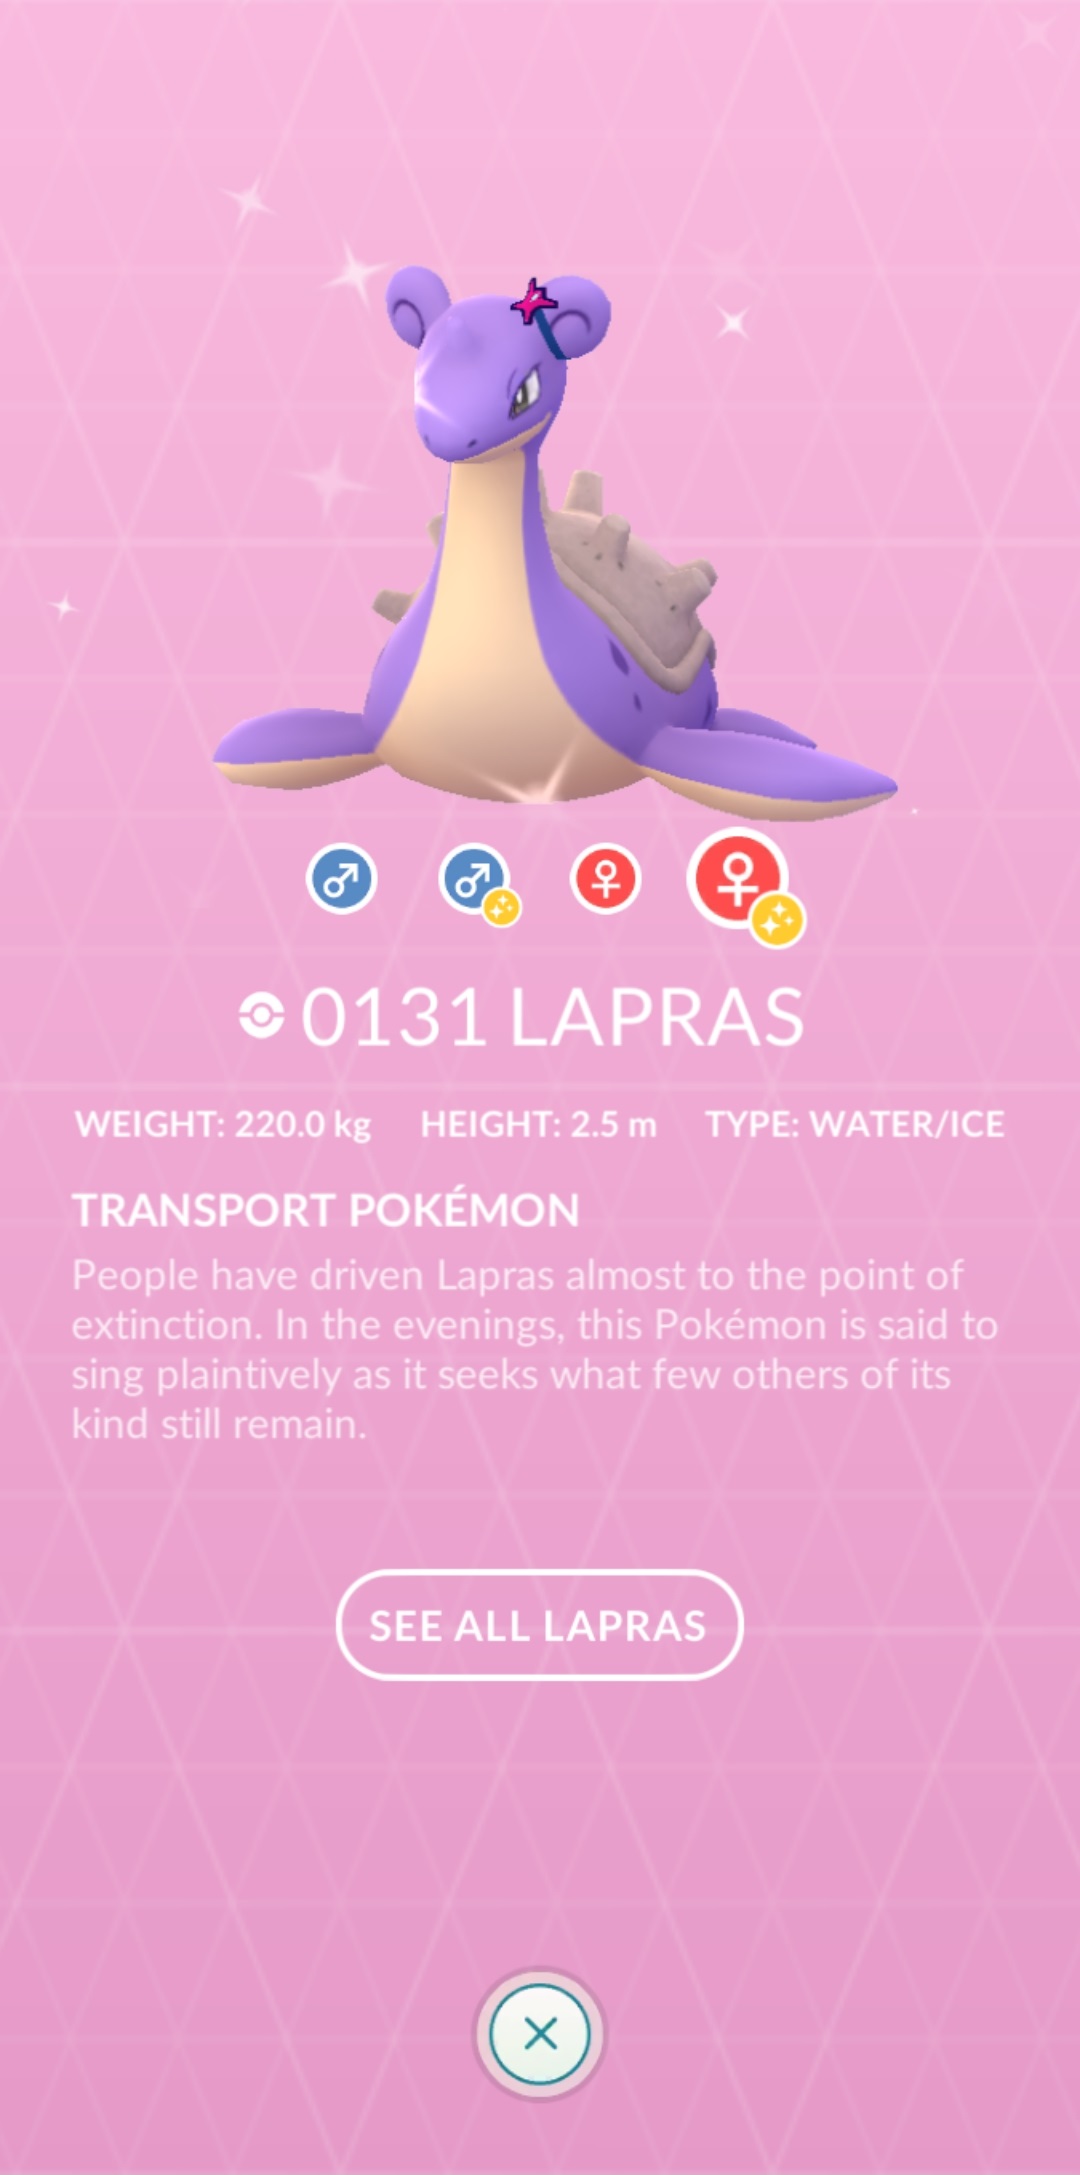 0131 LAPRAS
WEIGHT: 220.0 kg HEIGHT: 2.5 m TYPE: WATER/ICE
TRANSPORT POKÉMON
People have driven Lapras almost to the point of
extinction. In the evenings, this Pokémon is said to
sing plaintively as it seeks what few others of its
kind still remain.
SEE ALL LAPRAS